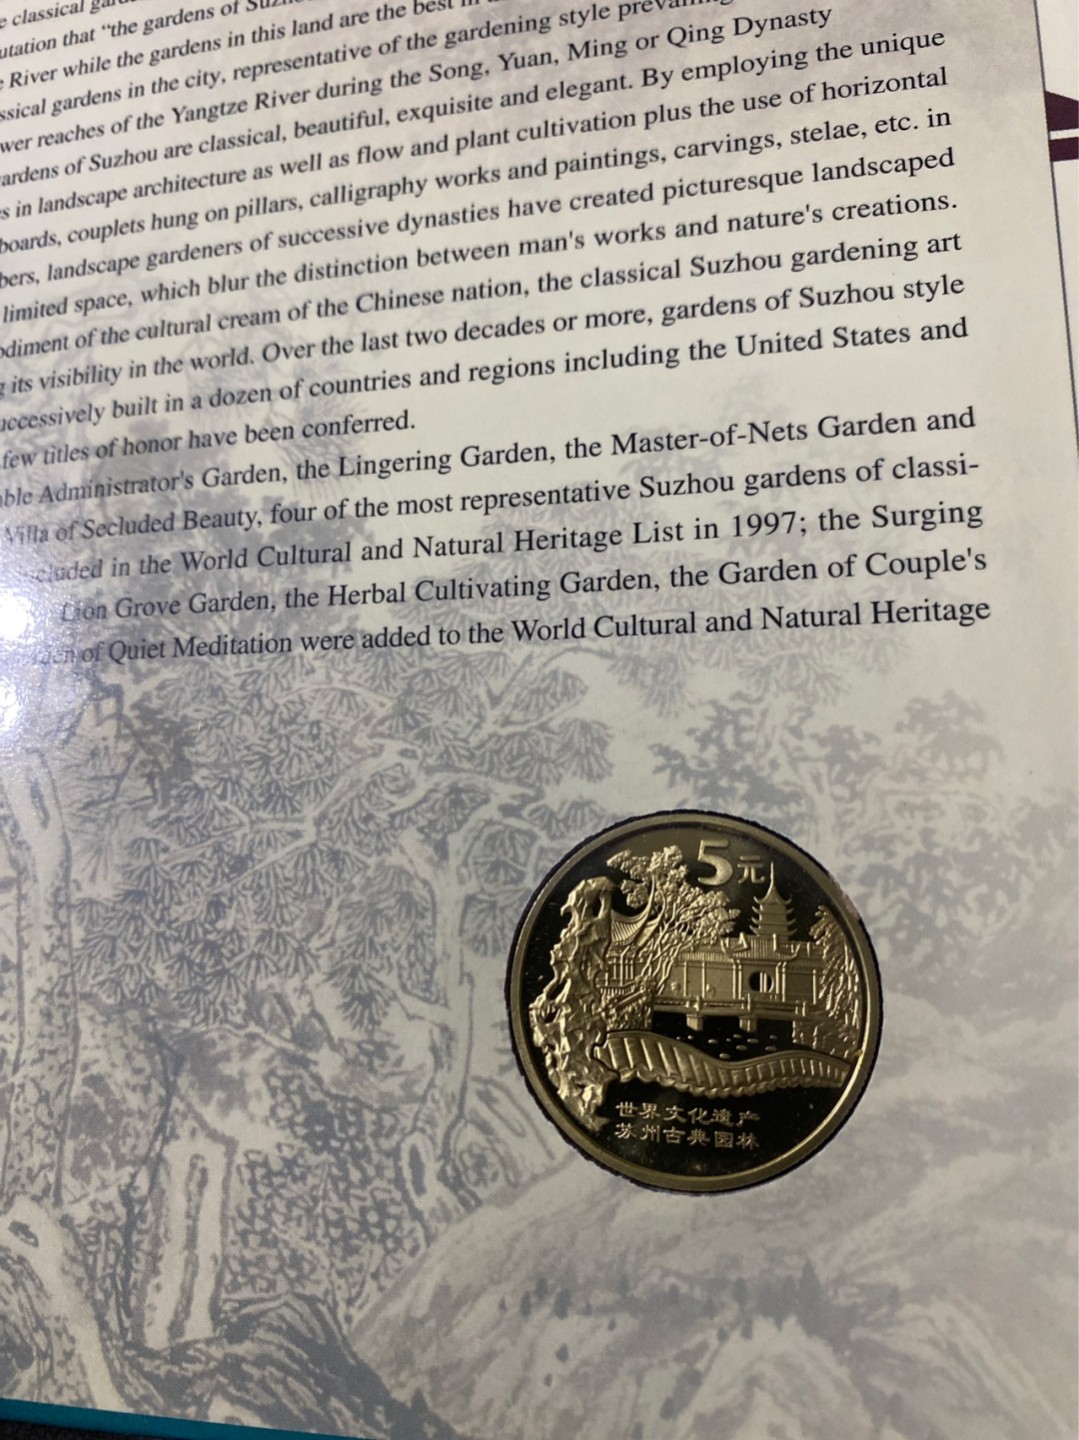 classical
that "the gardens of
River while the gardens in this land are the best
gardens in the city, representative of the gardening style
reaches of the Yangtze River during the Song, Yuan, Ming or Qing Dynasty
of Suzhou are classical, beautiful, exquisite and elegant. By employing the unique
in landscape architecture as well as flow and plant cultivation plus the use of horizontal
boards, couplets hung on pillars, calligraphy works and paintings, carvings, stelae, etc. in
landscape gardeners of successive dynasties have created picturesque landscaped
limited space, which blur the distinction between man's works and nature's creations.
of the cultural cream of the Chinese nation, the classical Suzhou gardening art
its visibility in the world. Over the last two decades or more, gardens of Suzhou style
built in a dozen of countries and regions including the United States and
few titles of honor have been conferred.
Administrator's Garden, the Lingering Garden, the Master-of-Nets Garden and
Villa of Secluded Beauty, four of the most representative Suzhou gardens of classi-
in the World Cultural and Natural Heritage List in 1997; the Surging
Lion Grove Garden, the Herbal Cultivating Garden, the Garden of Couple's
of Quiet Meditation were added to the World Cultural and Natural Heritage
5元
世界文化遗产
苏州古典园林